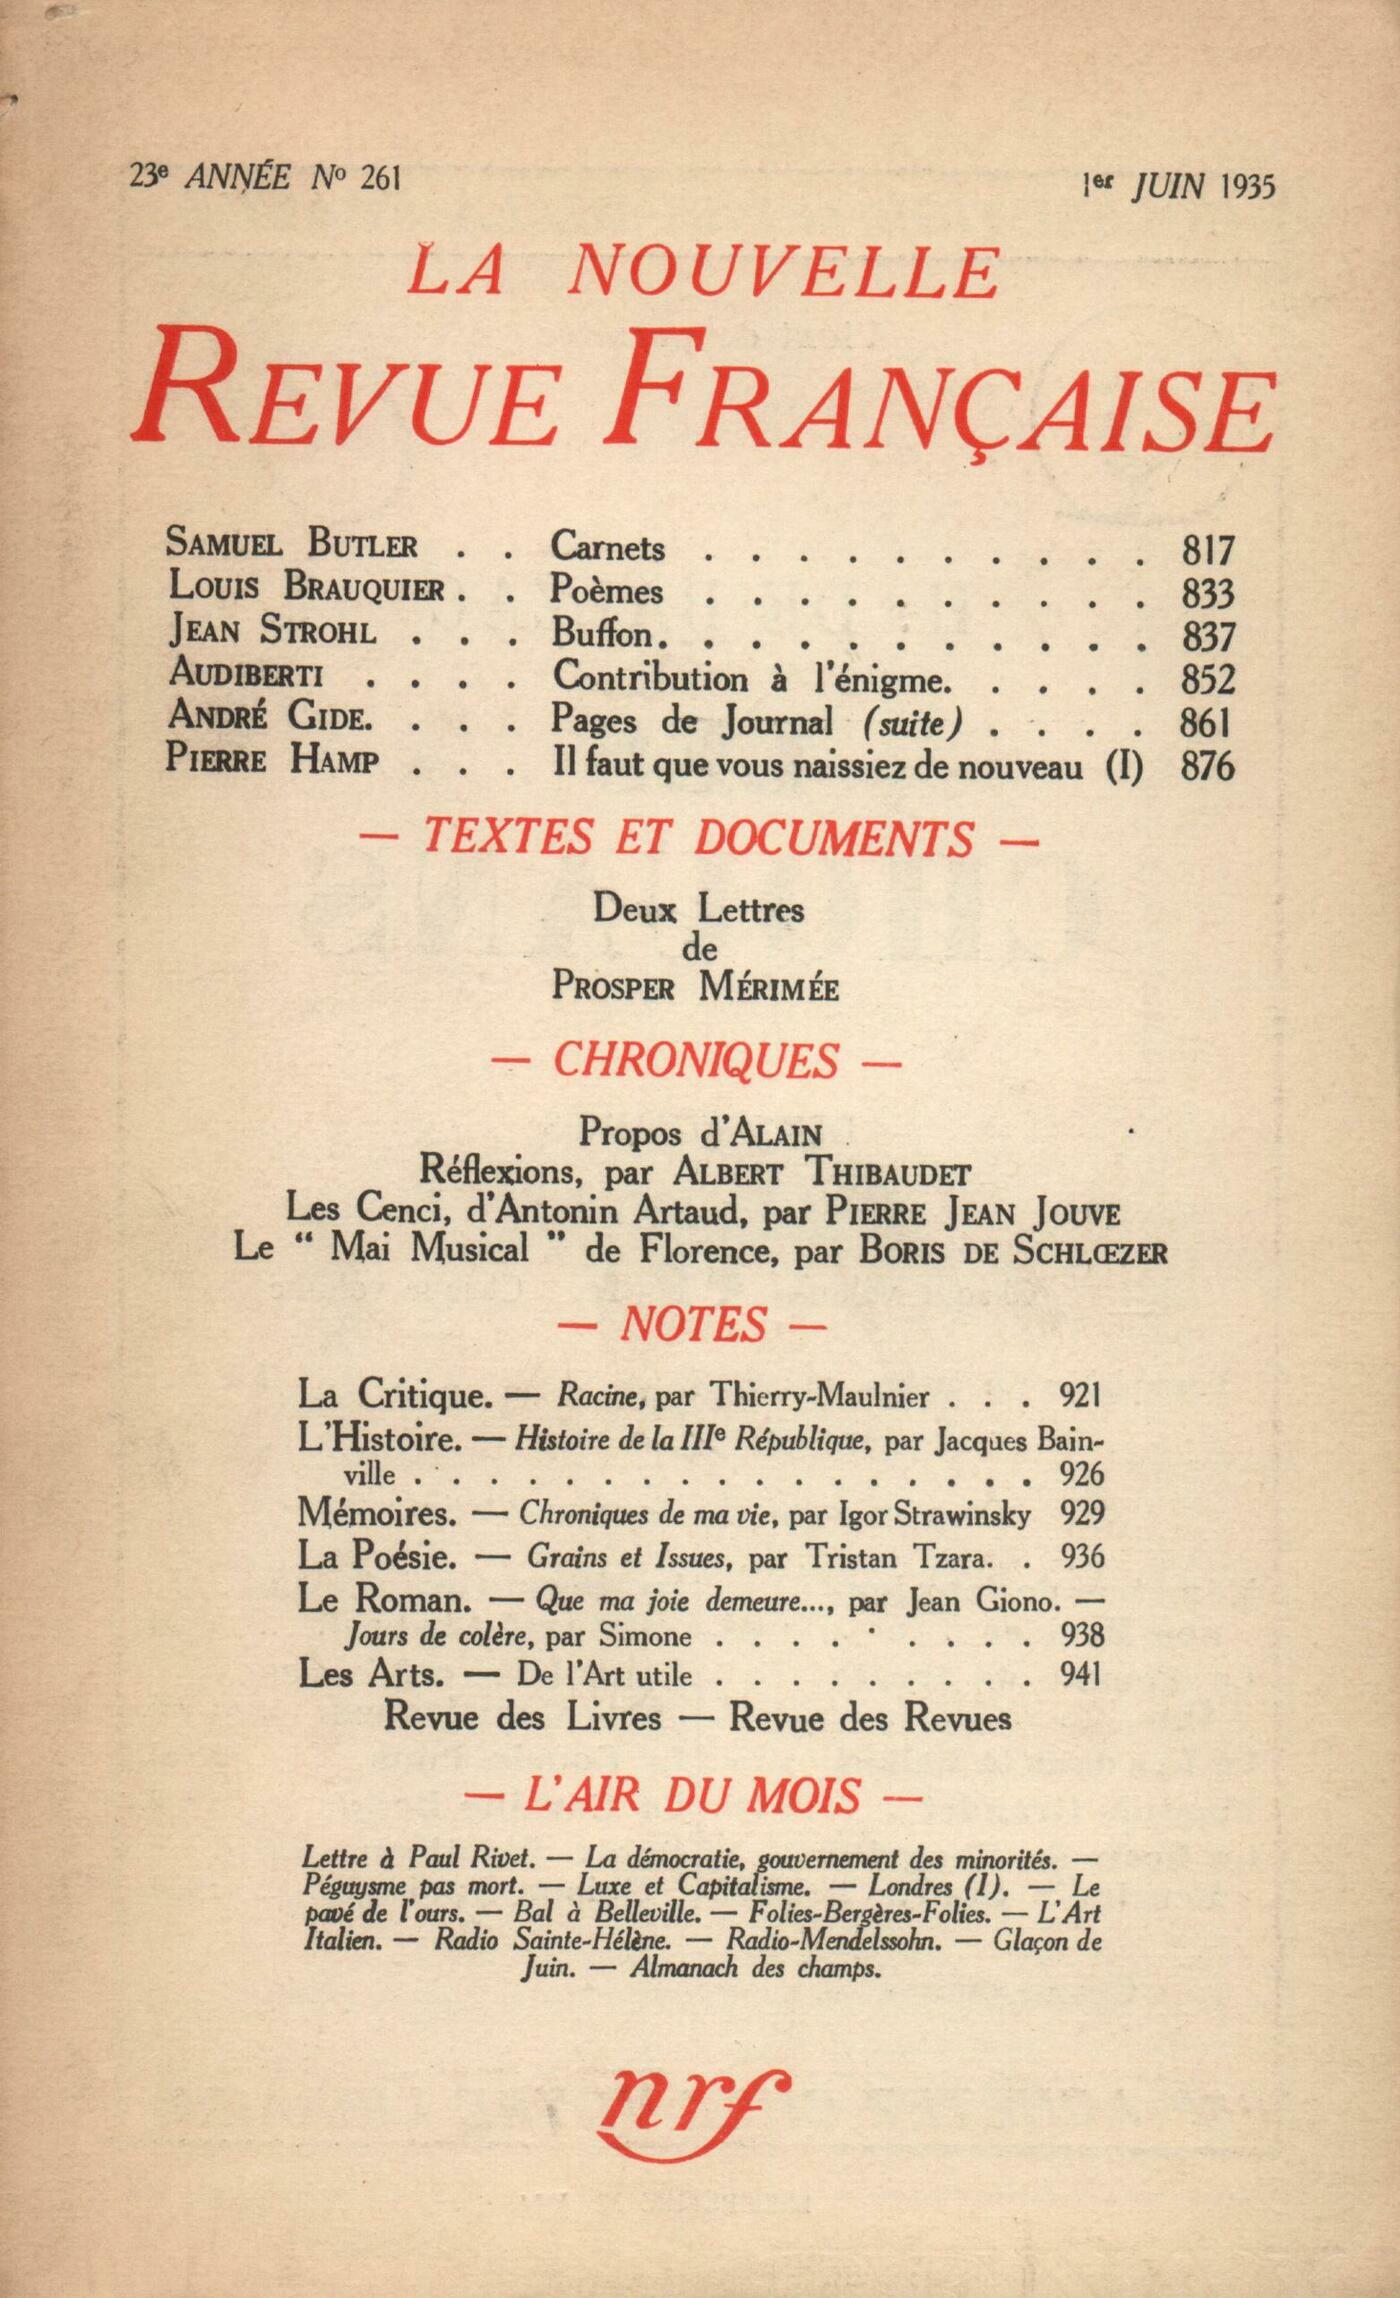 23e ANNÉE No 261 1er JUIN 1935
LA NOUVELLE
REVUE FRANÇAISE
SAMUEL BUTLER . . Carnets . . . . . . . . . . 817
LOUIS BRAUQUIER . . Poèmes . . . . . . . . . . 833
JEAN STROHL . . . Buffon. . . . . . . . . . . 837
AUDIBERTI . . . . Contribution à l'énigme. . . . . 852
ANDRÉ GIDE. . . . Pages de Journal (suite) . . . . 861
PIERRE HAMP . . . Il faut que vous naissiez de nouveau (I) 876
— TEXTES ET DOCUMENTS —
Deux Lettres
de
PROSPER MÉRIMÉE
— CHRONIQUES —
Propos d'ALAIN
Réflexions, par ALBERT THIBAUDET
Les Cenci, d'Antonin Artaud, par PIERRE JEAN JOUVE
Le “ Mai Musical ” de Florence, par BORIS DE SCHLŒZER
— NOTES —
La Critique. — Racine, par Thierry-Maulnier . . . 921
L'Histoire. — Histoire de la IIIe République, par Jacques Bain-
ville . . . . . . . . . . . . . . . . . 926
Mémoires. — Chroniques de ma vie, par Igor Strawinsky 929
La Poésie. — Grains et Issues, par Tristan Tzara. . 936
Le Roman. — Que ma joie demeure..., par Jean Giono. —
Jours de colère, par Simone . . . . . . . . . 938
Les Arts. — De l'Art utile . . . . . . . . . 941
Revue des Livres — Revue des Revues
— L'AIR DU MOIS —
Lettre à Paul Rivet. — La démocratie, gouvernement des minorités. —
Péguysme pas mort. — Luxe et Capitalisme. — Londres (I). — Le
pavé de l'ours. — Bal à Belleville. — Folies-Bergères-Folies. — L'Art
Italien. — Radio Sainte-Hélène. — Radio-Mendelssohn. — Glaçon de
Juin. — Almanach des champs.
nrf